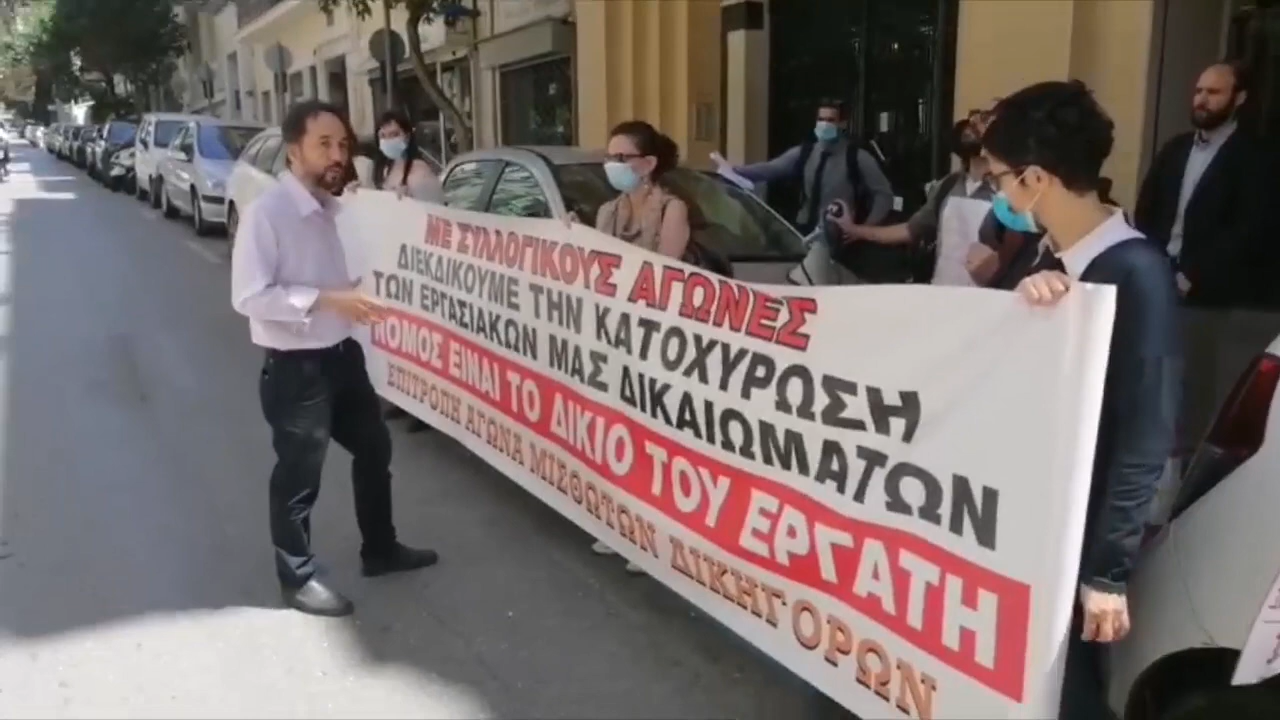 ΜΕ ΣΥΛΛΟΓΙΚΟΥΣ ΑΓΩΝΕΣ
ΔΙΕΚΔΙΚΟΥΜΕ ΤΗΝ ΚΑΤΟΧΥΡΩΣΗ
ΤΩΝ ΕΡΓΑΣΙΑΚΩΝ ΜΑΣ ΔΙΚΑΙΩΜΑΤΩΝ
ΝΟΜΟΣ ΕΙΝΑΙ ΤΟ ΔΙΚΙΟ ΤΟΥ ΕΡΓΑΤΗ
ΕΠΙΤΡΟΠΗ ΑΓΩΝΑ ΜΙΣΘΩΤΩΝ ΔΙΚΗΓΟΡΩΝ